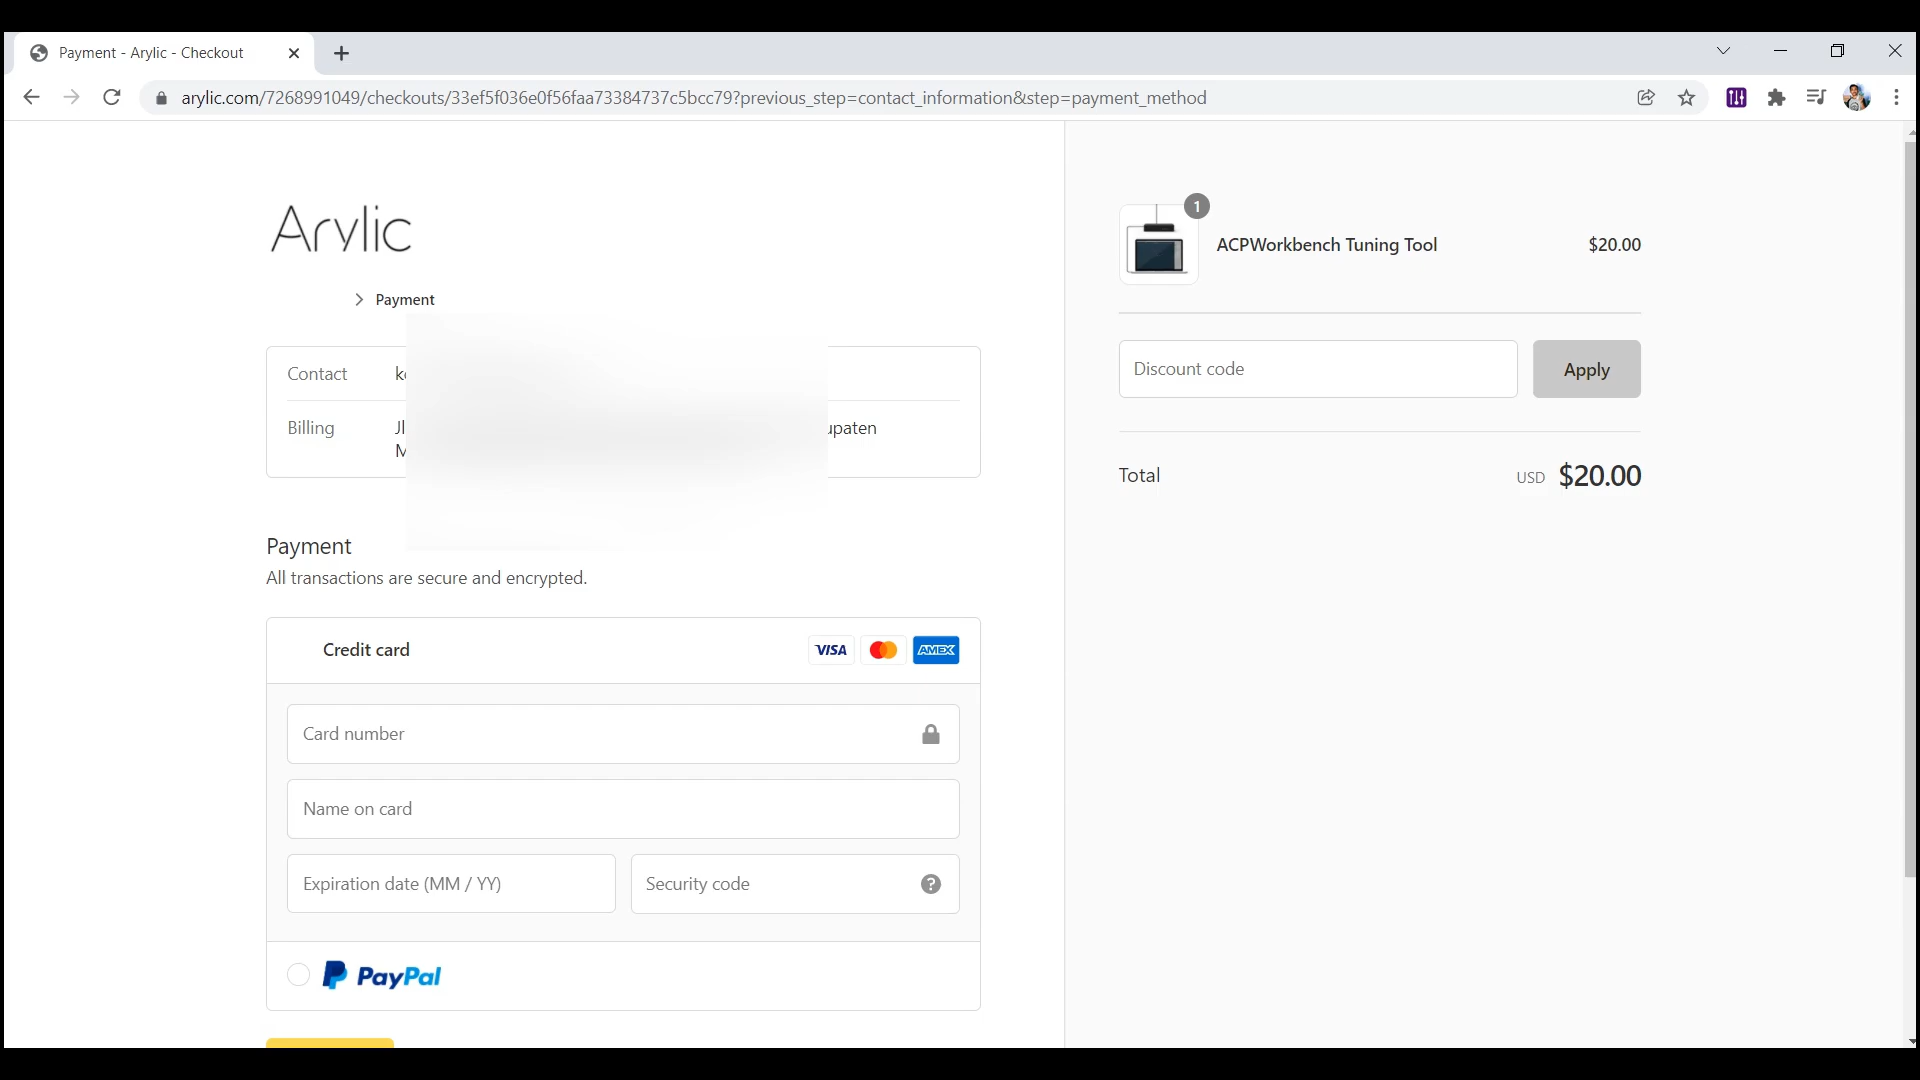 Payment - Arylic - Checkout
arylic.com/7268991049/checkouts/33ef5f036e0f56faa73384737c5bcc79?previous_step=contact_information&step=payment_method
Arylic
Payment
Contact
Billing Jl upaten
M
Payment
All transactions are secure and encrypted.
Credit card VISA AMEX
Card number
Name on card
Expiration date (MM / YY) Security code
PayPal
1
ACPWorkbench Tuning Tool $20.00
Discount code Apply
Total USD $20.00